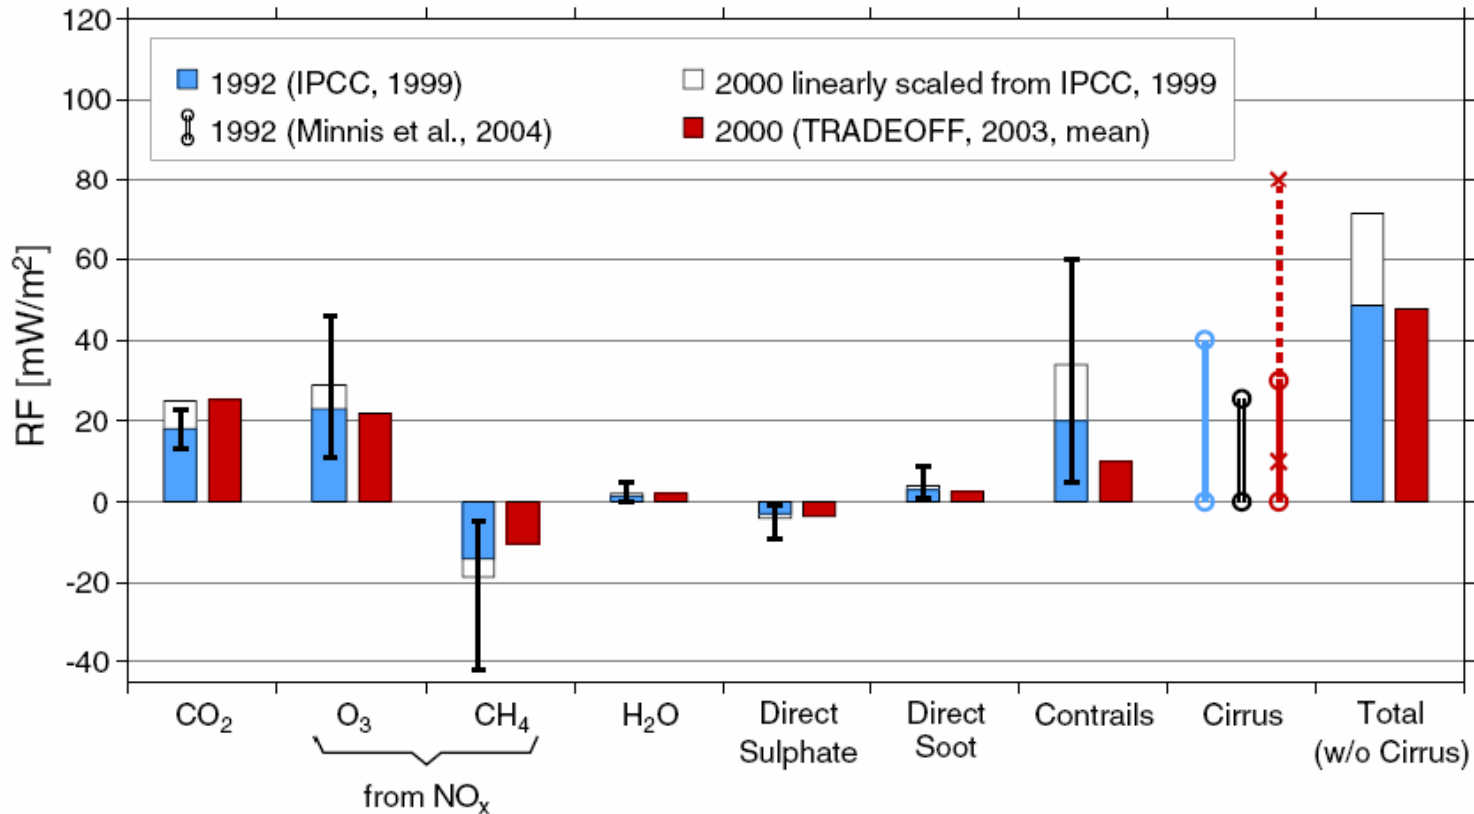 120
100
80
60
40
20
0
-20
-40
RF [mW/m²]
1992 (IPCC, 1999)
2000 linearly scaled from IPCC, 1999
1992 (Minnis et al., 2004)
2000 (TRADEOFF, 2003, mean)
CO₂
O₃
CH₄
H₂O
Direct
Sulphate
Direct
Soot
Contrails
Cirrus
Total
(w/o Cirrus)
from NOₓ